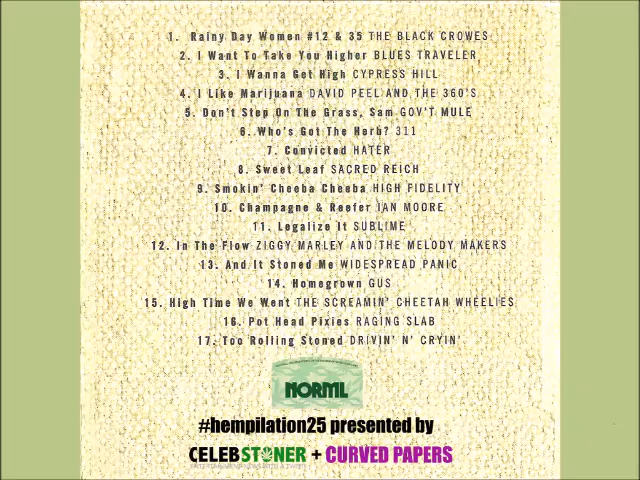 1. Rainy Day Women #12 & 35 THE BLACK CROWES
2. I Want To Take You Higher BLUES TRAVELER
3. I Wanna Get High CYPRESS HILL
4. I Like Marijuana DAVID PEEL AND THE 360'S
5. Don't Step On The Grass, Sam GOV'T MULE
6. Who's Got The Herb? 311
7. Convicted HATER
8. Sweet Leaf SACRED REICH
9. Smokin' Cheeba Cheeba HIGH FIDELITY
10. Champagne & Reefer IAN MOORE
11. Legalize It SUBLIME
12. In The Flow ZIGGY MARLEY AND THE MELODY MAKERS
13. And It Stoned Me WIDESPREAD PANIC
14. Homegrown GUS
15. High Time We Went THE SCREAMIN' CHEETAH WHEELIES
16. Pot Head Pixies RAGING SLAB
17. Too Rolling Stoned DRIVIN' N' CRYIN'
NORML
#hempilation25 presented by
CELEBSTONER + CURVED PAPERS